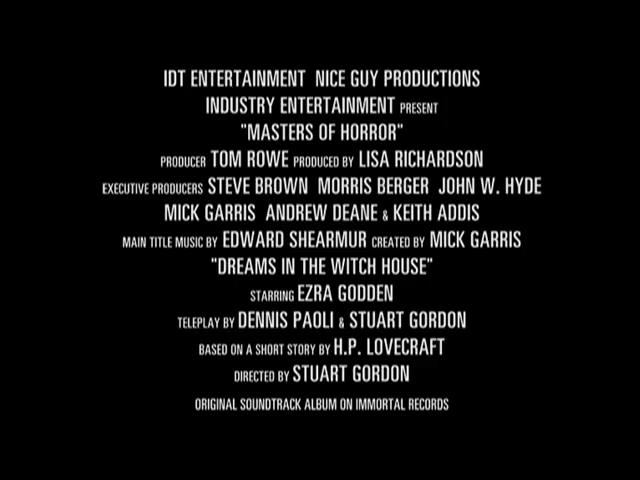 IDT ENTERTAINMENT NICE GUY PRODUCTIONS
INDUSTRY ENTERTAINMENT PRESENT
"MASTERS OF HORROR"
PRODUCER TOM ROWE PRODUCED BY LISA RICHARDSON
EXECUTIVE PRODUCERS STEVE BROWN MORRIS BERGER JOHN W. HYDE
MICK GARRIS ANDREW DEANE & KEITH ADDIS
MAIN TITLE MUSIC BY EDWARD SHEARMUR CREATED BY MICK GARRIS
"DREAMS IN THE WITCH HOUSE"
STARRING EZRA GODDEN
TELEPLAY BY DENNIS PAOLI & STUART GORDON
BASED ON A SHORT STORY BY H.P. LOVECRAFT
DIRECTED BY STUART GORDON
ORIGINAL SOUNDTRACK ALBUM ON IMMORTAL RECORDS